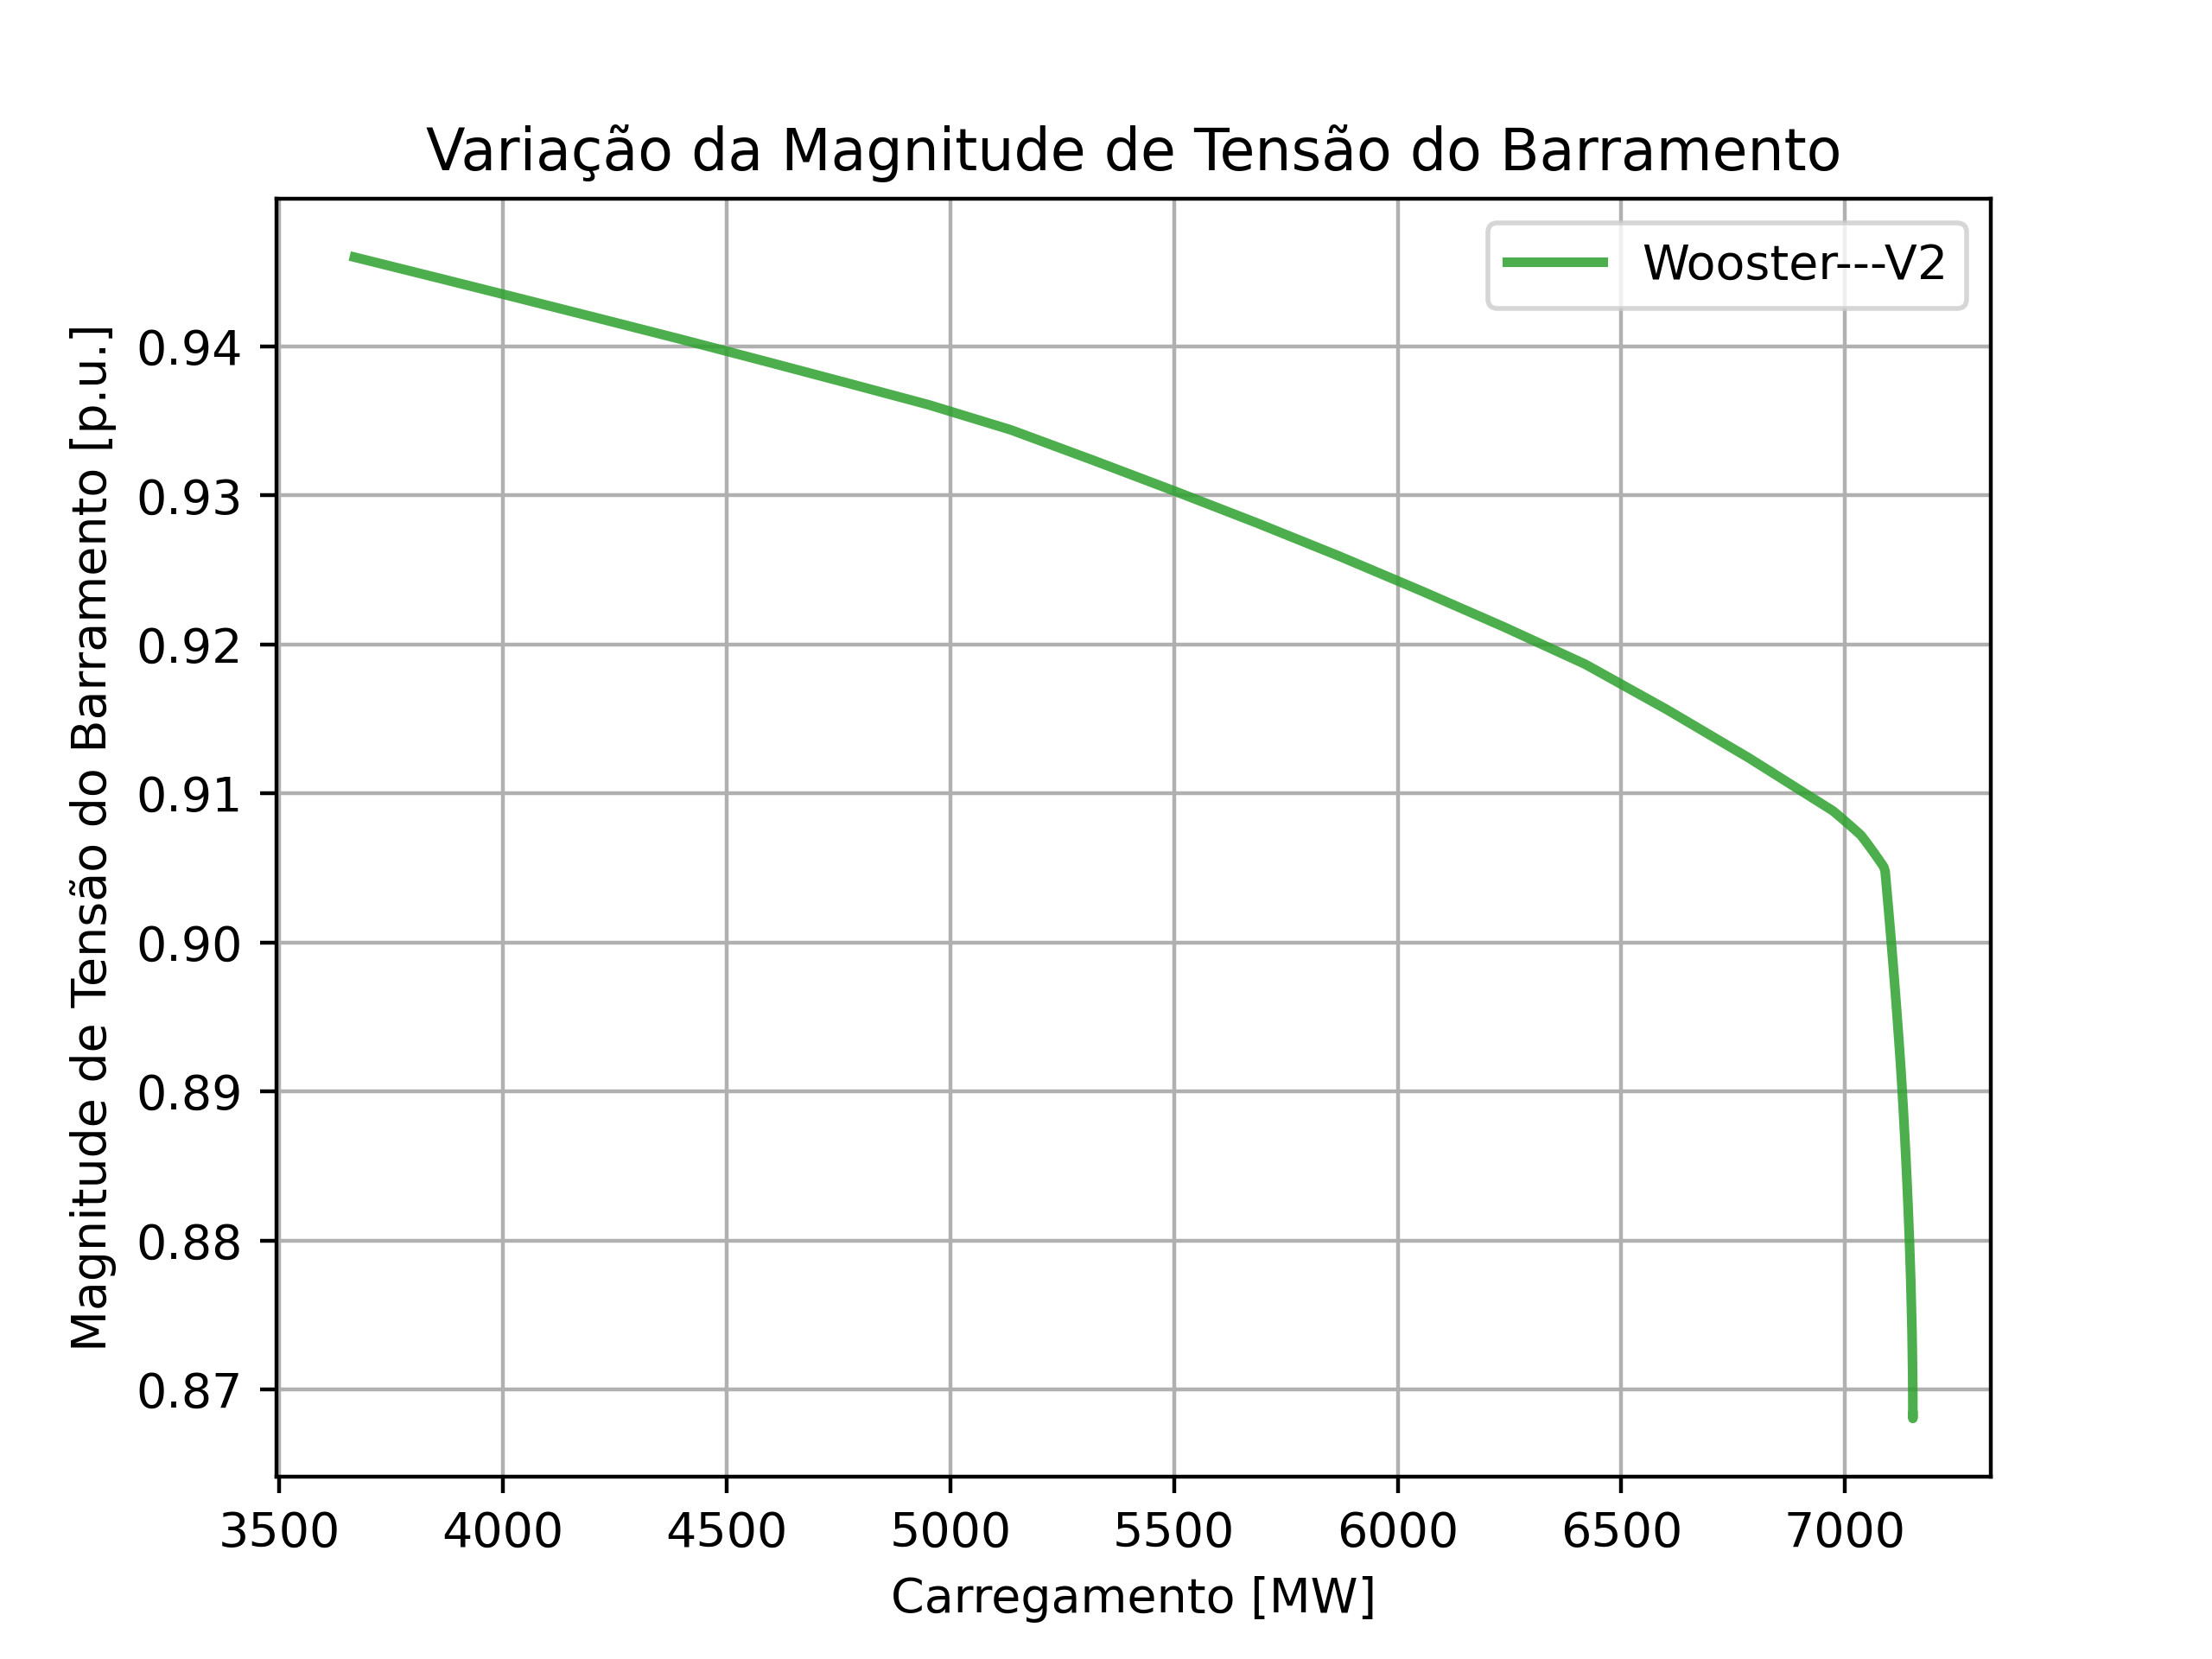 Variação da Magnitude de Tensão do Barramento
Wooster---V2
Magnitude de Tensão do Barramento [p.u.]
0.94
0.93
0.92
0.91
0.90
0.89
0.88
0.87
3500 4000 4500 5000 5500 6000 6500 7000
Carregamento [MW]